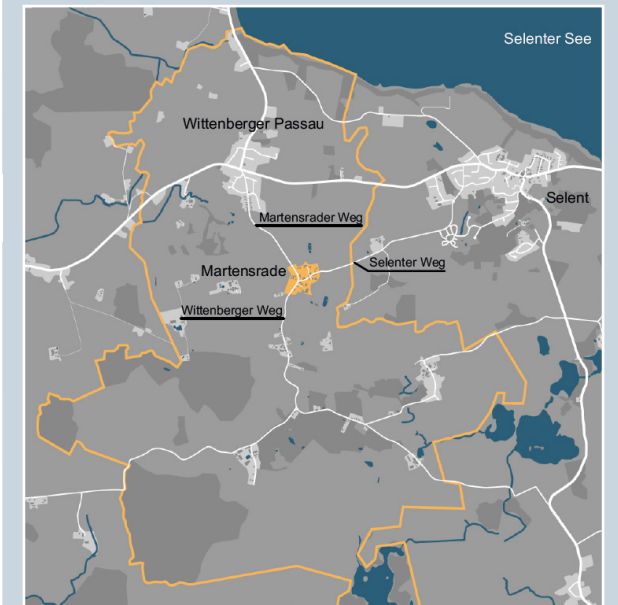 Selenter See
Wittenberger Passau
Selent
Martensrader Weg
Selenter Weg
Martensrade
Wittenberger Weg